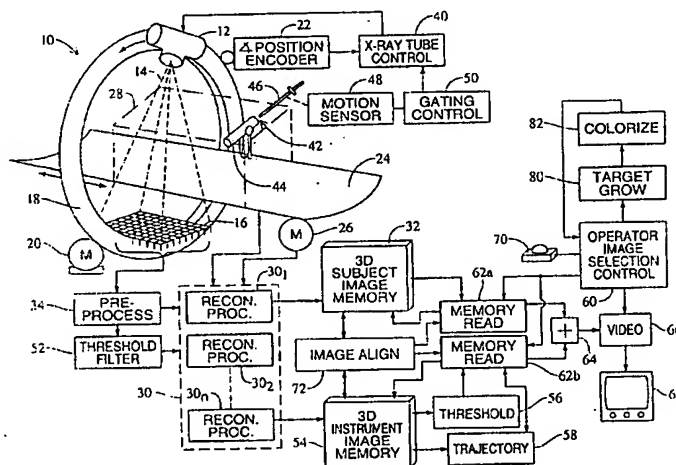 10
12
22
∠ POSITION ENCODER
40
X-RAY TUBE CONTROL
14
46
48
MOTION SENSOR
50
GATING CONTROL
28
42
44
24
18
16
20
M
26
M
82
COLORIZE
80
TARGET GROW
70
OPERATOR IMAGE SELECTION CONTROL
60
32
3D SUBJECT IMAGE MEMORY
62a
MEMORY READ
MEMORY READ
62b
+
64
VIDEO
34
PRE-PROCESS
52
THRESHOLD FILTER
30₁
RECON. PROC.
RECON. PROC.
30₂
30
30n
RECON. PROC.
IMAGE ALIGN
72
54
3D INSTRUMENT IMAGE MEMORY
THRESHOLD
56
TRAJECTORY
58